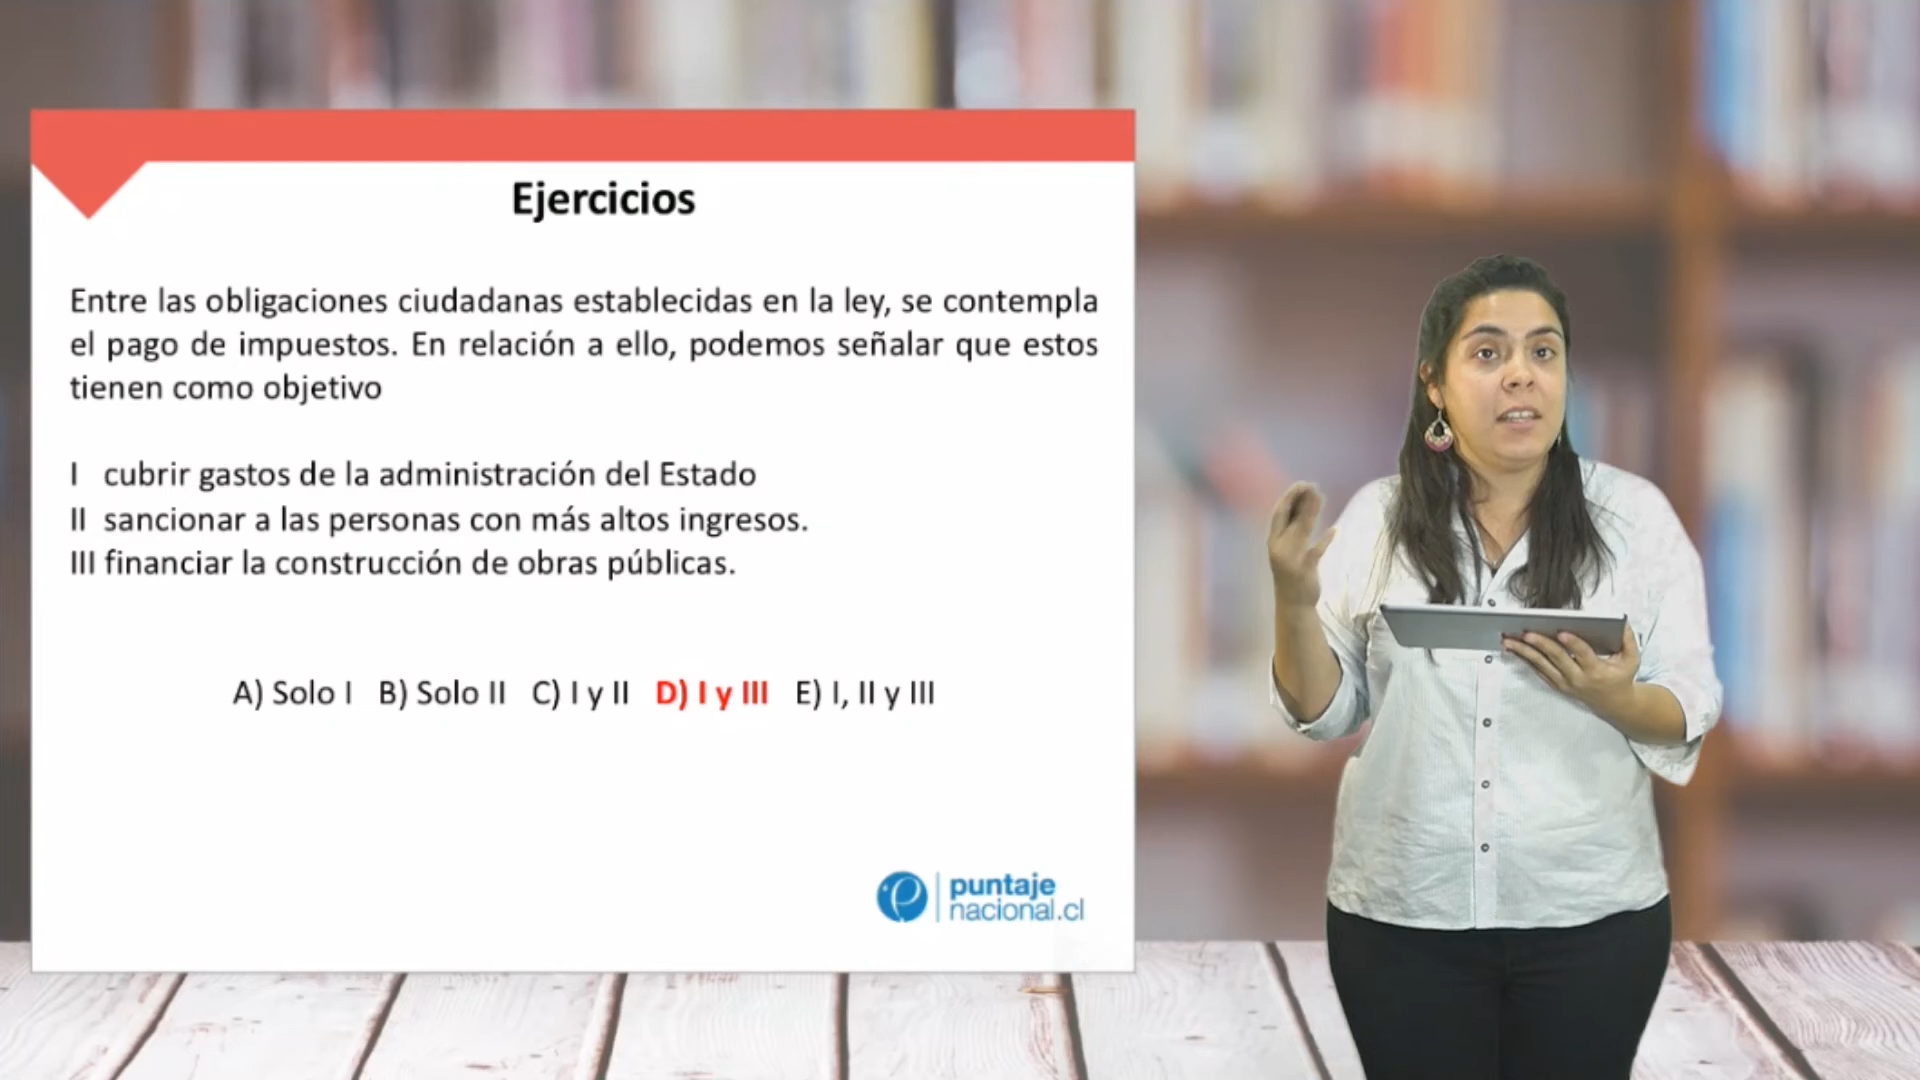 Ejercicios
Entre las obligaciones ciudadanas establecidas en la ley, se contempla
el pago de impuestos. En relación a ello, podemos señalar que estos
tienen como objetivo
I cubrir gastos de la administración del Estado
II sancionar a las personas con más altos ingresos.
III financiar la construcción de obras públicas.
A) Solo I B) Solo II C) I y II D) I y III E) I, II y III
puntaje
nacional.cl